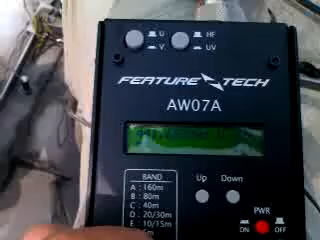 U
V
HF
UV
FEATURE TECH
AW07A
BAND
A : 160m
B : 80m
C : 40m
D : 20/30m
E : 10/15m
Up Down
PWR
ON OFF